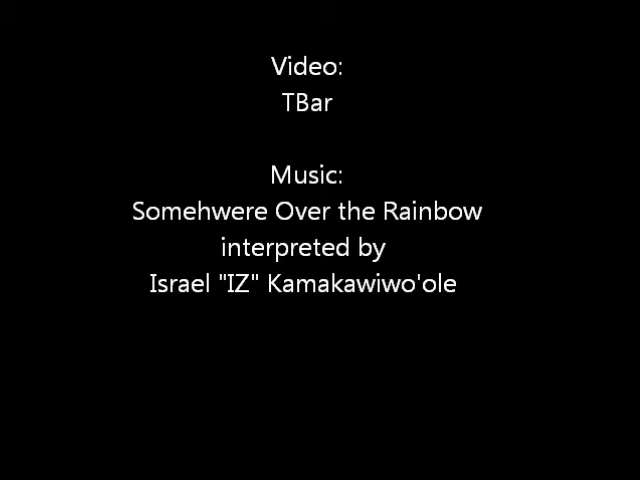 Video:
TBar
Music:
Somehwere Over the Rainbow
interpreted by
Israel "IZ" Kamakawiwo'ole